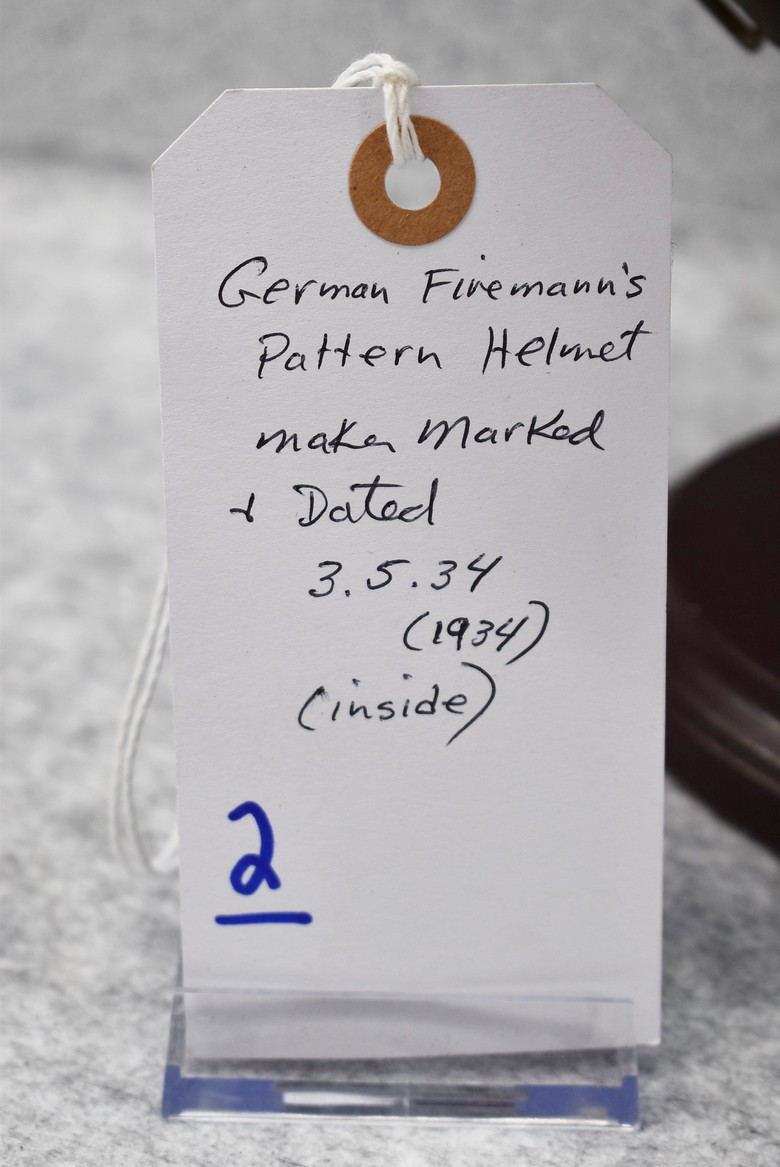 German Firemann's
Pattern Helmet
maker Marked
+ Dated
3.5.34
(1934)
(inside)
2